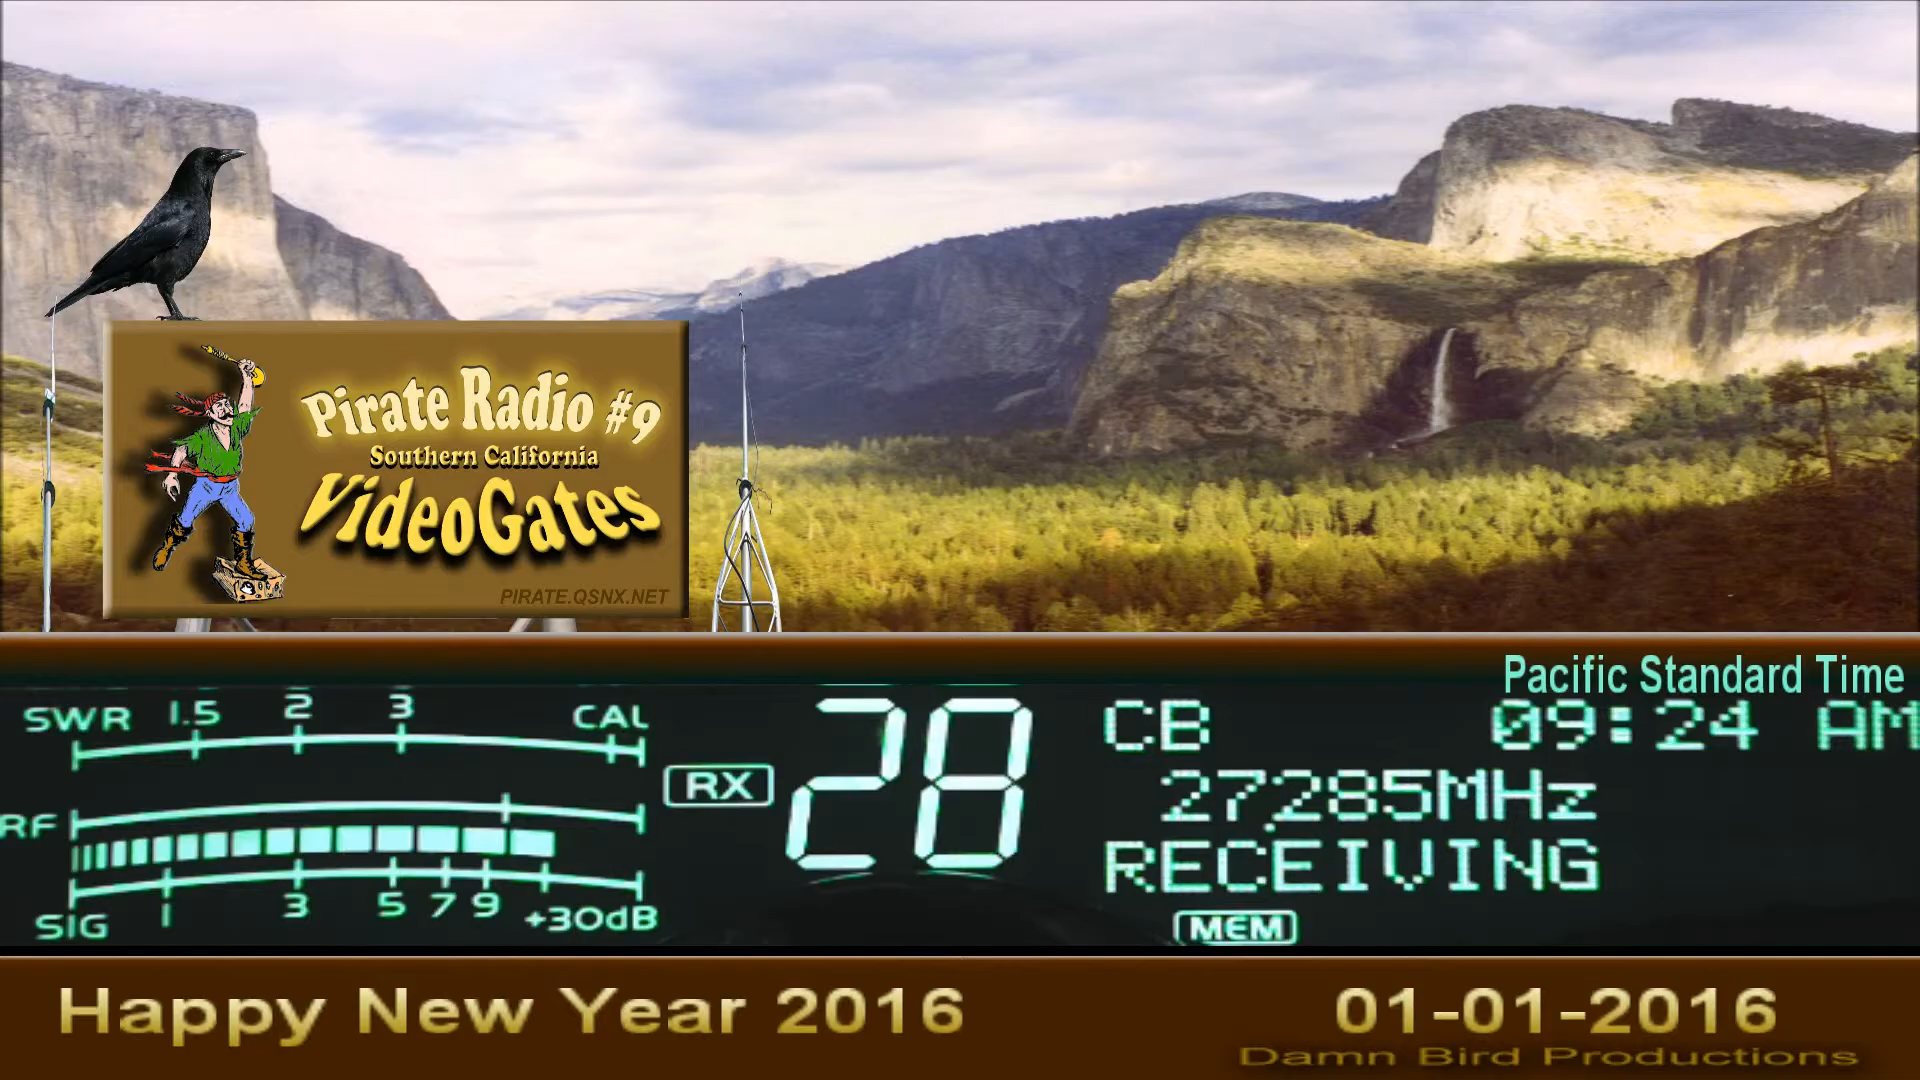 Pirate Radio #9
Southern California
VideoGates
PIRATE.QSNX.NET
Pacific Standard Time
SWR 1.5 2 3 CAL
RX
28
CB 09:24 AM
27.285MHz
RF
RECEIVING
SIG 1 3 5 7 9 +30dB
MEM
Happy New Year 2016
01-01-2016
Damn Bird Productions